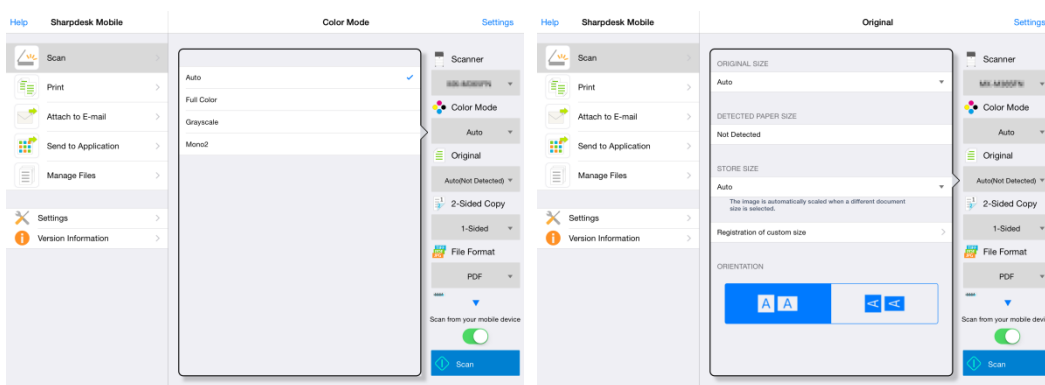 Help
Sharpdesk Mobile
Color Mode
Settings
Scan
Print
Attach to E-mail
Send to Application
Manage Files
Settings
Version Information
Auto
Full Color
Grayscale
Mono2
Scanner
Color Mode
Auto
Original
Auto(Not Detected)
2-Sided Copy
1-Sided
File Format
PDF
Scan from your mobile device
Scan
Help
Sharpdesk Mobile
Original
Settings
Scan
Print
Attach to E-mail
Send to Application
Manage Files
Settings
Version Information
ORIGINAL SIZE
Auto
DETECTED PAPER SIZE
Not Detected
STORE SIZE
Auto
The image is automatically scaled when a different document
size is selected.
Registration of custom size
ORIENTATION
A A
A A
Scanner
Color Mode
Auto
Original
Auto(Not Detected)
2-Sided Copy
1-Sided
File Format
PDF
Scan from your mobile devi
Scan